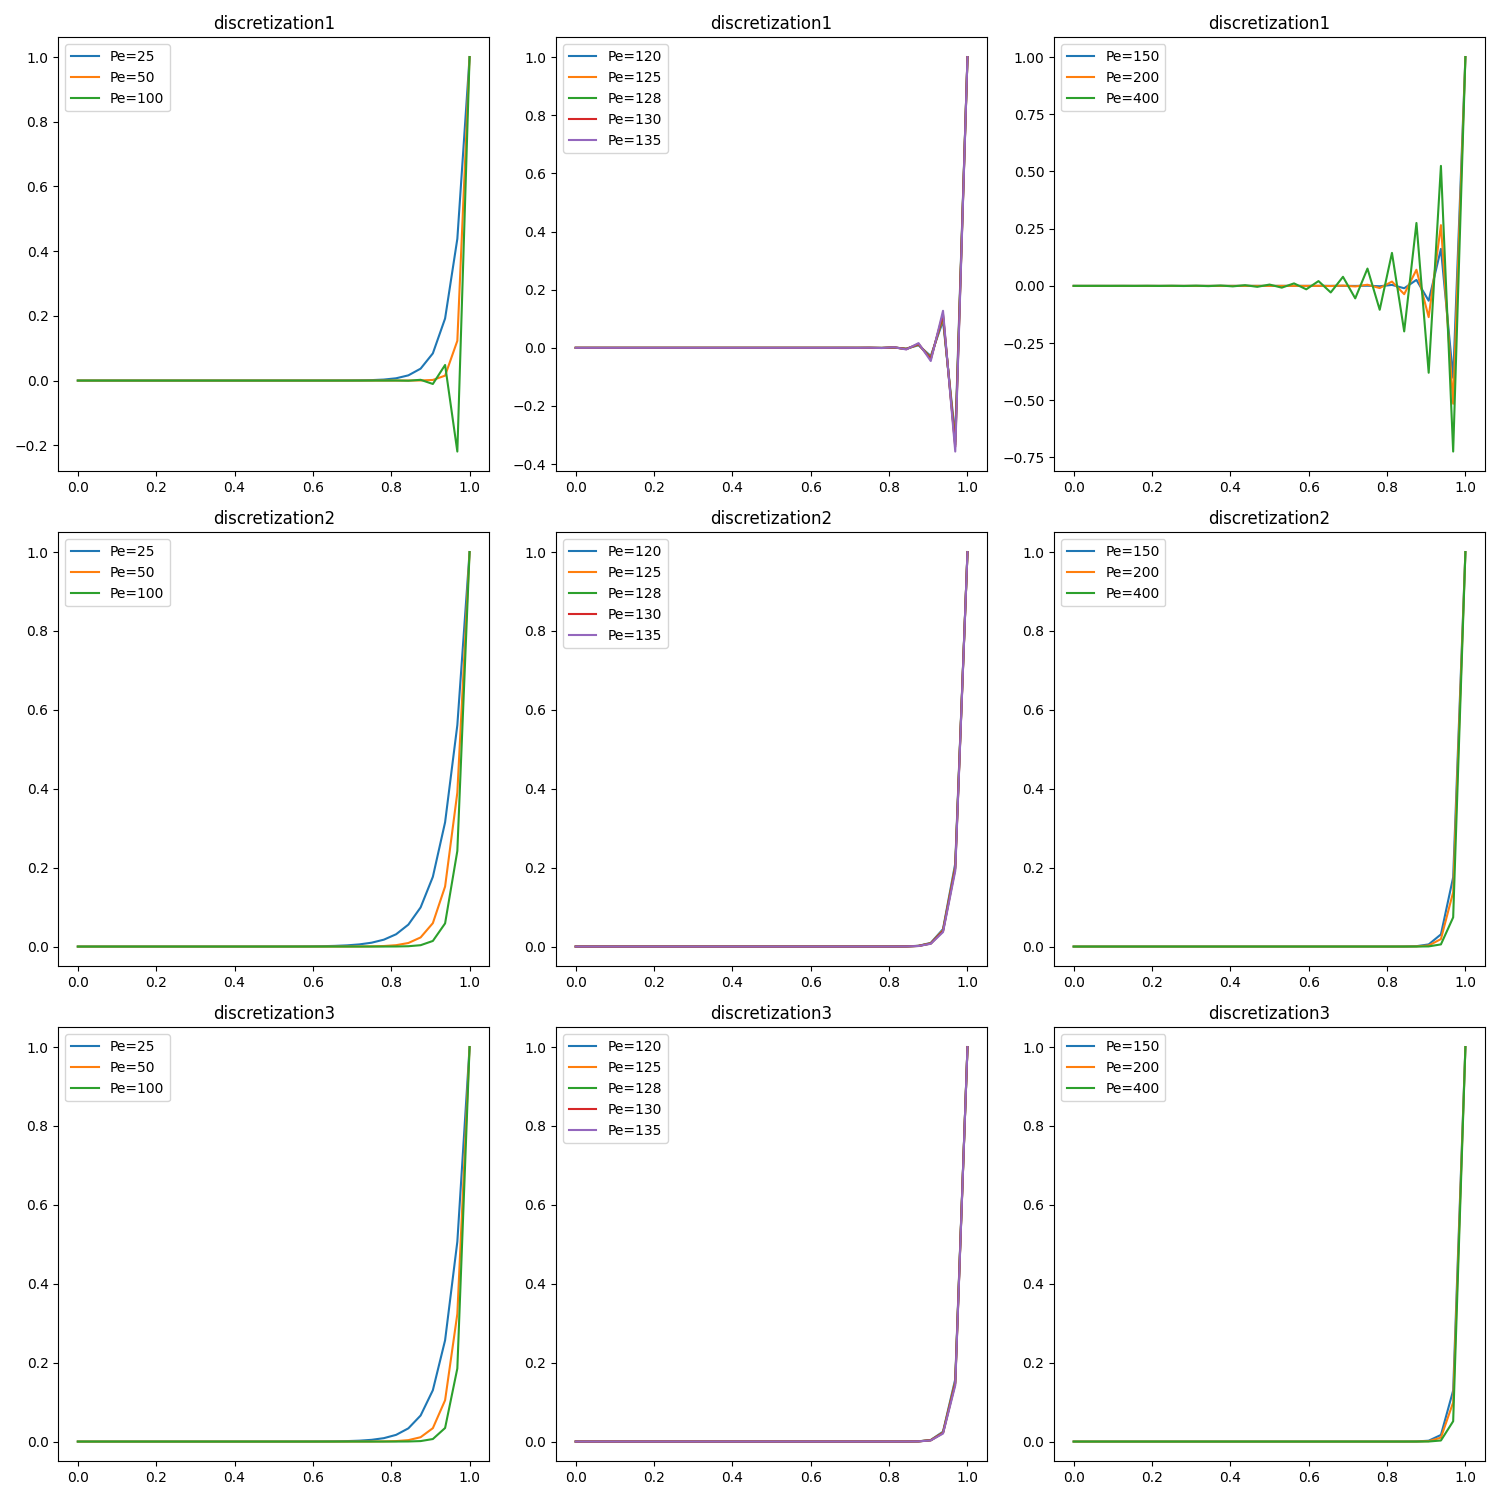 discretization1
Pe=25
Pe=50
Pe=100
1.0
0.8
0.6
0.4
0.2
0.0
−0.2
0.0 0.2 0.4 0.6 0.8 1.0
discretization1
Pe=120
Pe=125
Pe=128
Pe=130
Pe=135
1.0
0.8
0.6
0.4
0.2
0.0
−0.2
−0.4
0.0 0.2 0.4 0.6 0.8 1.0
discretization1
Pe=150
Pe=200
Pe=400
1.00
0.75
0.50
0.25
0.00
−0.25
−0.50
−0.75
0.0 0.2 0.4 0.6 0.8 1.0
discretization2
Pe=25
Pe=50
Pe=100
1.0
0.8
0.6
0.4
0.2
0.0
0.0 0.2 0.4 0.6 0.8 1.0
discretization2
Pe=120
Pe=125
Pe=128
Pe=130
Pe=135
1.0
0.8
0.6
0.4
0.2
0.0
0.0 0.2 0.4 0.6 0.8 1.0
discretization2
Pe=150
Pe=200
Pe=400
1.0
0.8
0.6
0.4
0.2
0.0
0.0 0.2 0.4 0.6 0.8 1.0
discretization3
Pe=25
Pe=50
Pe=100
1.0
0.8
0.6
0.4
0.2
0.0
0.0 0.2 0.4 0.6 0.8 1.0
discretization3
Pe=120
Pe=125
Pe=128
Pe=130
Pe=135
1.0
0.8
0.6
0.4
0.2
0.0
0.0 0.2 0.4 0.6 0.8 1.0
discretization3
Pe=150
Pe=200
Pe=400
1.0
0.8
0.6
0.4
0.2
0.0
0.0 0.2 0.4 0.6 0.8 1.0